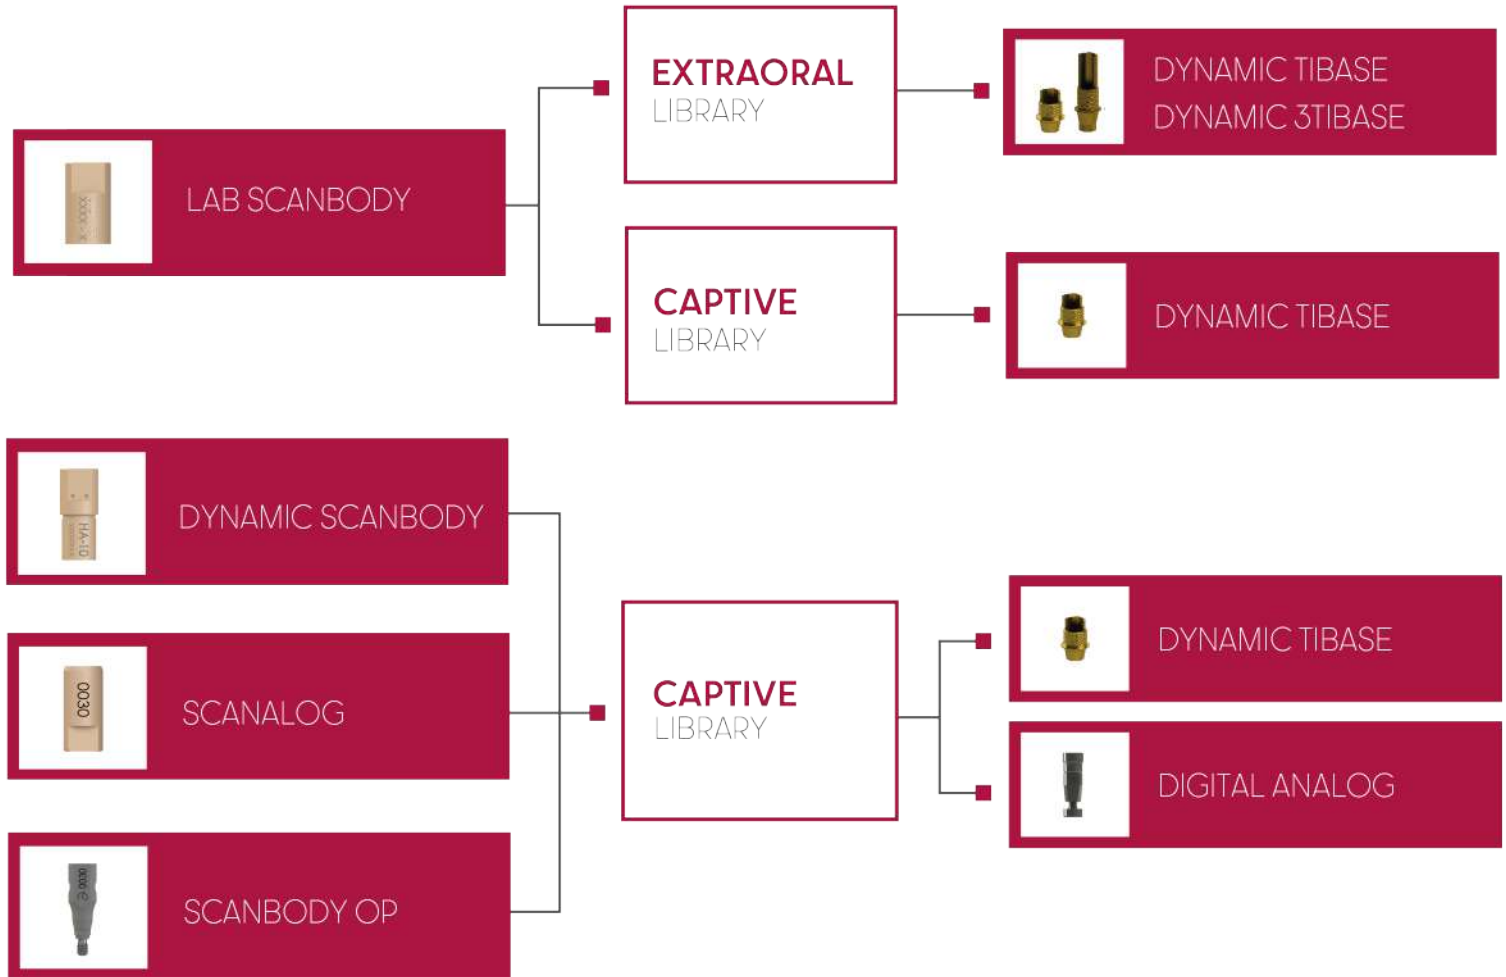 EXTRAORAL
LIBRARY
DYNAMIC TIBASE
DYNAMIC 3TIBASE
LAB SCANBODY
CAPTIVE
LIBRARY
DYNAMIC TIBASE
DYNAMIC SCANBODY
HA-10
SCANALOG
0030
CAPTIVE
LIBRARY
DYNAMIC TIBASE
DIGITAL ANALOG
SCANBODY OP
0030